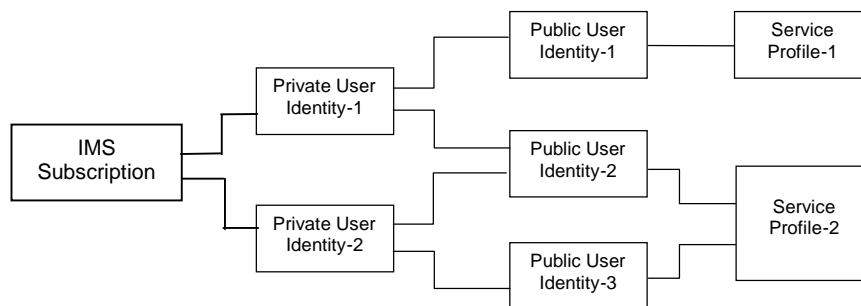 IMS
Subscription
Private User
Identity-1
Private User
Identity-2
Public User
Identity-1
Public User
Identity-2
Public User
Identity-3
Service
Profile-1
Service
Profile-2